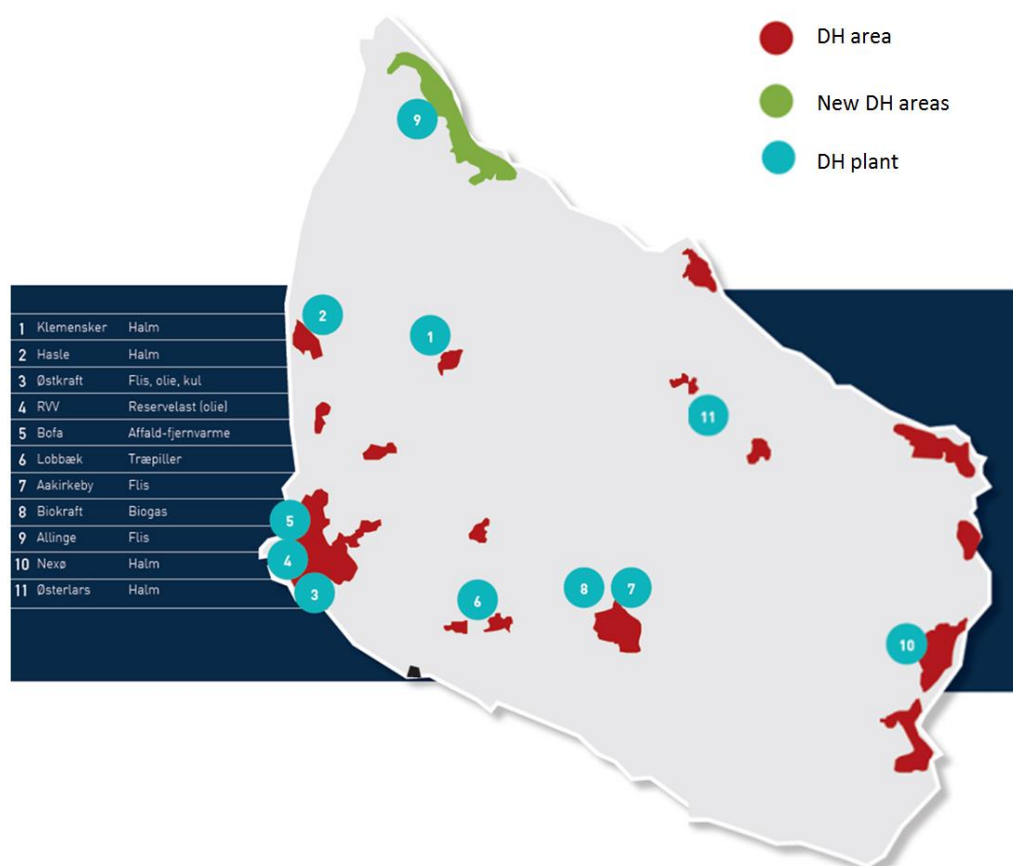 DH area
New DH areas
DH plant
9
2
1
11
5
4
3
6
8
7
10
1 Klemensker Halm
2 Hasle Halm
3 Østkraft Flis, olie, kul
4 RVV Reservelast (olie)
5 Bofa Affald-fjernvarme
6 Lobbæk Træpiller
7 Aakirkeby Flis
8 Biokraft Biogas
9 Allinge Flis
10 Nexø Halm
11 Østerlars Halm